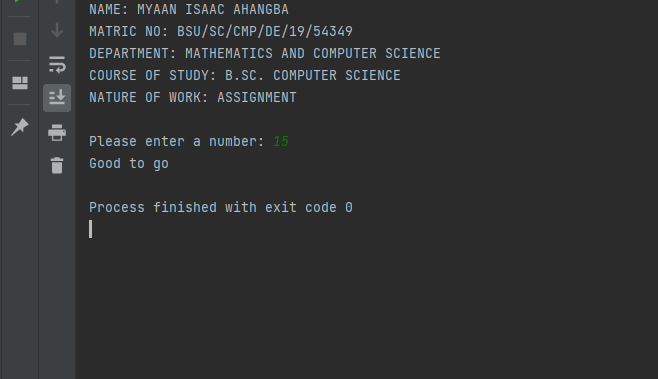 NAME: MYAAN ISAAC AHANGBA
MATRIC NO: BSU/SC/CMP/DE/19/54349
DEPARTMENT: MATHEMATICS AND COMPUTER SCIENCE
COURSE OF STUDY: B.SC. COMPUTER SCIENCE
NATURE OF WORK: ASSIGNMENT
Please enter a number: 15
Good to go
Process finished with exit code 0